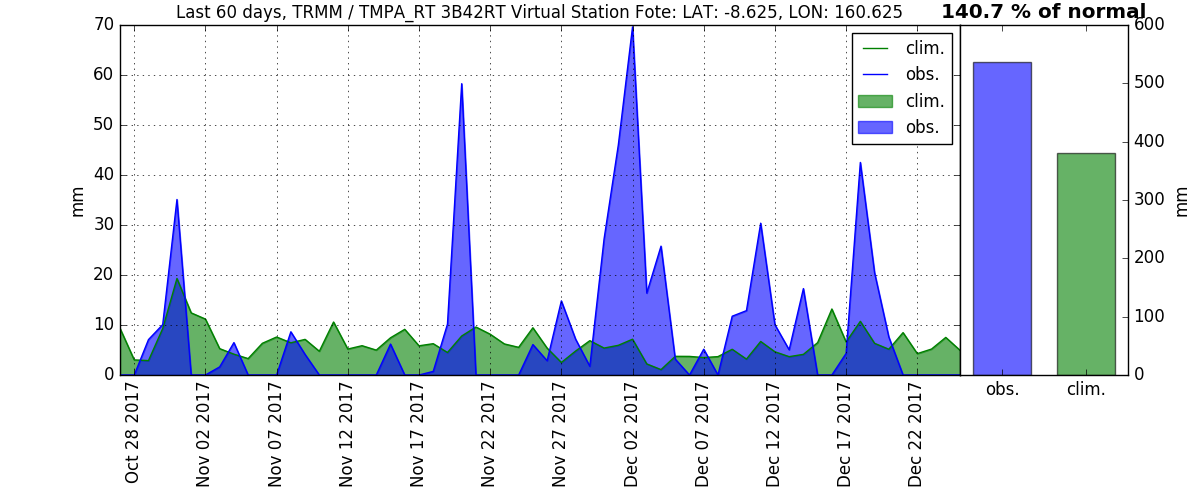 Last 60 days, TRMM / TMPA_RT 3B42RT Virtual Station Fote: LAT: -8.625, LON: 160.625
140.7 % of normal
70
60
50
40
30
20
10
0
mm
clim.
obs.
clim.
obs.
600
500
400
300
200
100
0
mm
Oct 28 2017
Nov 02 2017
Nov 07 2017
Nov 12 2017
Nov 17 2017
Nov 22 2017
Nov 27 2017
Dec 02 2017
Dec 07 2017
Dec 12 2017
Dec 17 2017
Dec 22 2017
obs.
clim.